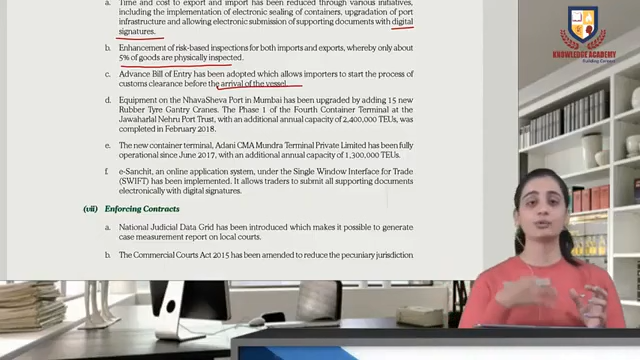 a. Time and cost to export and import has been reduced through various initiatives,
including the implementation of electronic sealing of containers, upgradation of port
infrastructure and allowing electronic submission of supporting documents with digital
signatures.
b. Enhancement of risk-based inspections for both imports and exports, whereby only about
5% of goods are physically inspected.
c. Advance Bill of Entry has been adopted which allows importers to start the process of
customs clearance before the arrival of the vessel.
d. Equipment on the NhavaSheva Port in Mumbai has been upgraded by adding 15 new
Rubber Tyre Gantry Cranes. The Phase 1 of the Fourth Container Terminal at the
Jawaharlal Nehru Port Trust, with an additional annual capacity of 2,400,000 TEUs, was
completed in February 2018.
e. The new container terminal, Adani CMA Mundra Terminal Private Limited has been fully
operational since June 2017, with an additional annual capacity of 1,300,000 TEUs.
f. e-Sanchit, an online application system, under the Single Window Interface for Trade
(SWIFT) has been implemented. It allows traders to submit all supporting documents
electronically with digital signatures.
(vii) Enforcing Contracts
a. National Judicial Data Grid has been introduced which makes it possible to generate
case measurement report on local courts.
b. The Commercial Courts Act 2015 has been amended to reduce the pecuniary jurisdiction
KNOWLEDGE ACADEMY